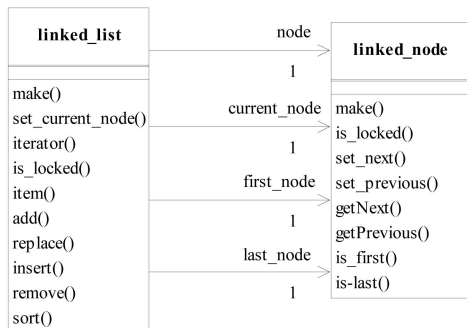 linked_list
make()
set_current_node()
iterator()
is_locked()
item()
add()
replace()
insert()
remove()
sort()
node
1
current_node
1
first_node
1
last_node
1
linked_node
make()
is_locked()
set_next()
set_previous()
getNext()
getPrevious()
is_first()
is-last()